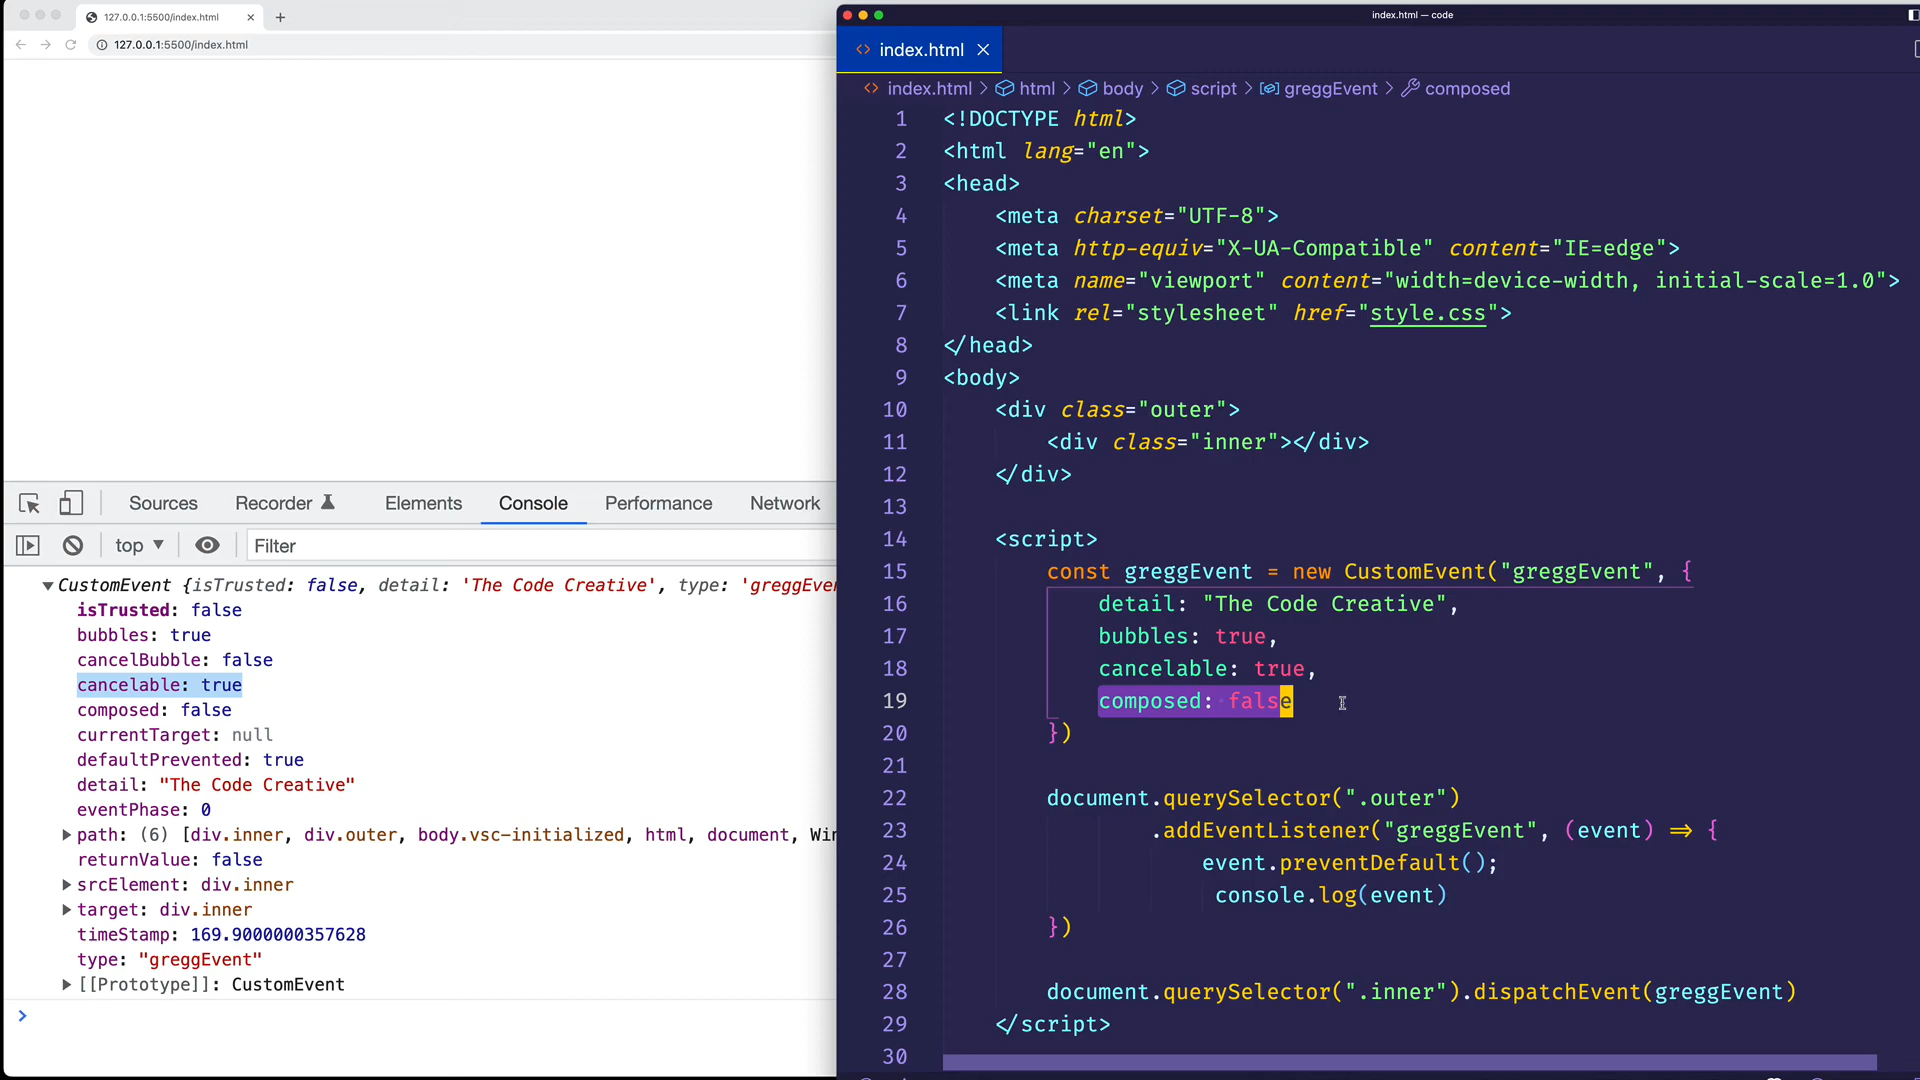 127.0.0.1:5500/index.html
127.0.0.1:5500/index.html
Sources Recorder Elements Console Performance Network
top Filter
CustomEvent {isTrusted: false, detail: 'The Code Creative', type: 'greggEve
isTrusted: false
bubbles: true
cancelBubble: false
cancelable: true
composed: false
currentTarget: null
defaultPrevented: true
detail: "The Code Creative"
eventPhase: 0
path: (6) [div.inner, div.outer, body.vsc-initialized, html, document, Win
returnValue: false
srcElement: div.inner
target: div.inner
timeStamp: 169.9000000357628
type: "greggEvent"
[[Prototype]]: CustomEvent
>
index.html — code
index.html
index.html > html > body > script > greggEvent > composed
1 <!DOCTYPE html>
2 <html lang="en">
3 <head>
4 <meta charset="UTF-8">
5 <meta http-equiv="X-UA-Compatible" content="IE=edge">
6 <meta name="viewport" content="width=device-width, initial-scale=1.0">
7 <link rel="stylesheet" href="style.css">
8 </head>
9 <body>
10 <div class="outer">
11 <div class="inner"></div>
12 </div>
13
14 <script>
15 const greggEvent = new CustomEvent("greggEvent", {
16 detail: "The Code Creative",
17 bubbles: true,
18 cancelable: true,
19 composed: false
20 })
21
22 document.querySelector(".outer")
23 .addEventListener("greggEvent", (event) => {
24 event.preventDefault();
25 console.log(event)
26 })
27
28 document.querySelector(".inner").dispatchEvent(greggEvent)
29 </script>
30